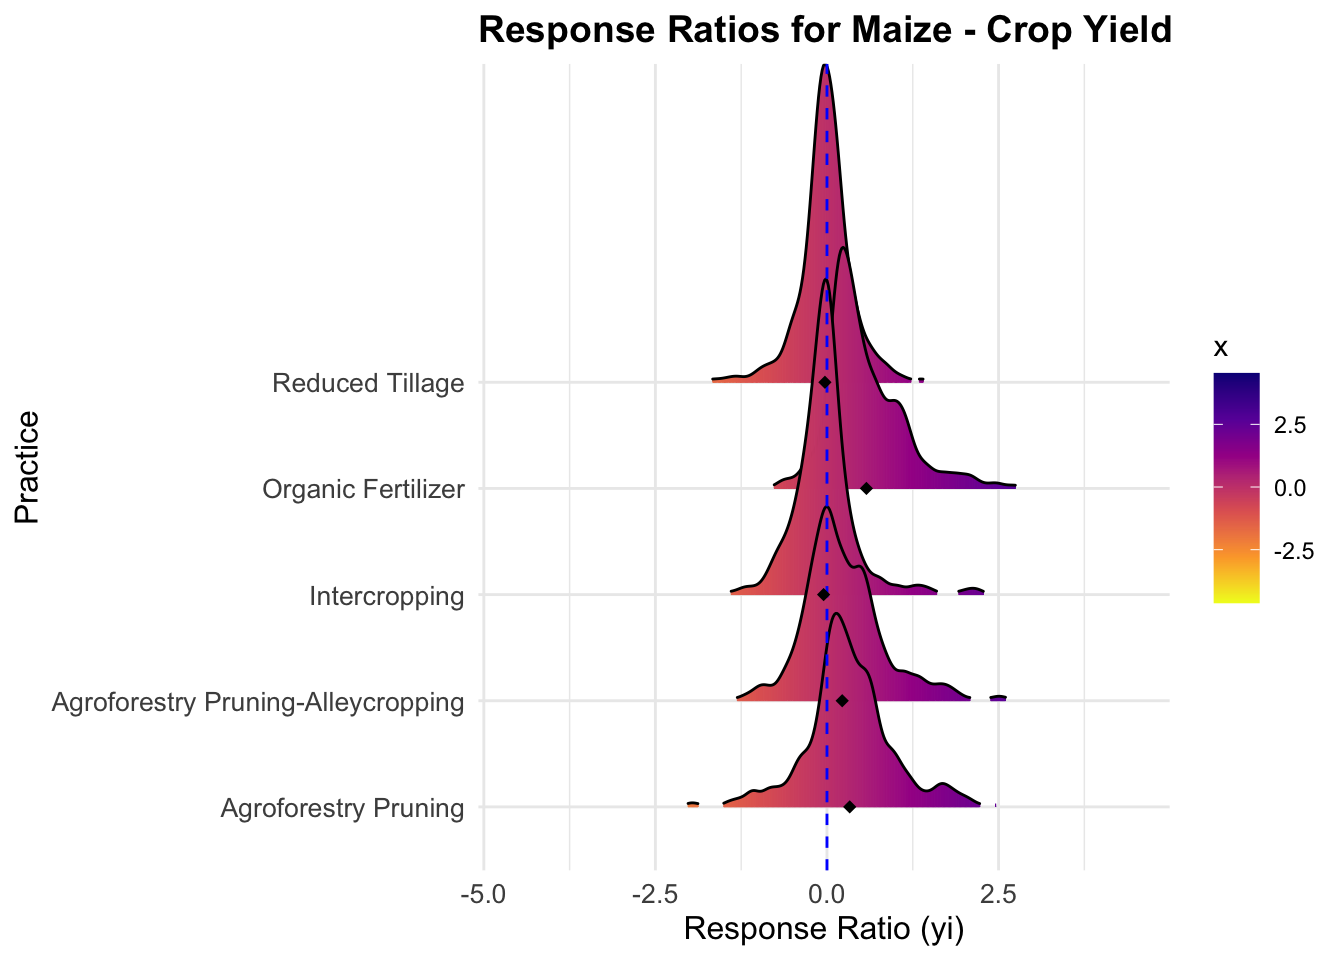 Response Ratios for Maize - Crop Yield
Practice
Reduced Tillage
Organic Fertilizer
Intercropping
Agroforestry Pruning-Alleycropping
Agroforestry Pruning
-5.0
-2.5
0.0
2.5
Response Ratio (yi)
x
2.5
0.0
-2.5